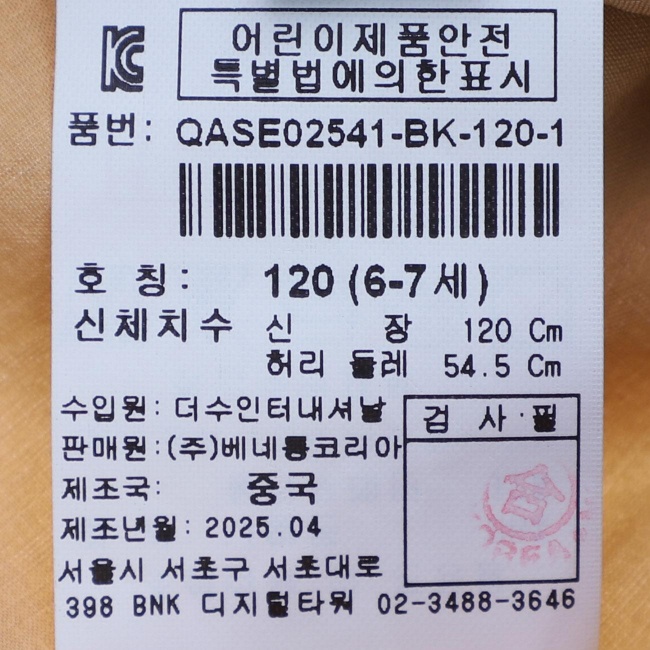 KC
어린이제품안전
특별법에의한표시
품번: QASE02541-BK-120-1
호 칭: 120 (6-7세)
신체치수 신 장 120 Cm
허리 둘레 54.5 Cm
수입원: 더수인터내셔날
판매원:(주)베네통코리아
검 사·필
제조국: 중국
제조년월: 2025.04
서울시 서초구 서초대로
398 BNK 디지털타워 02-3488-3646